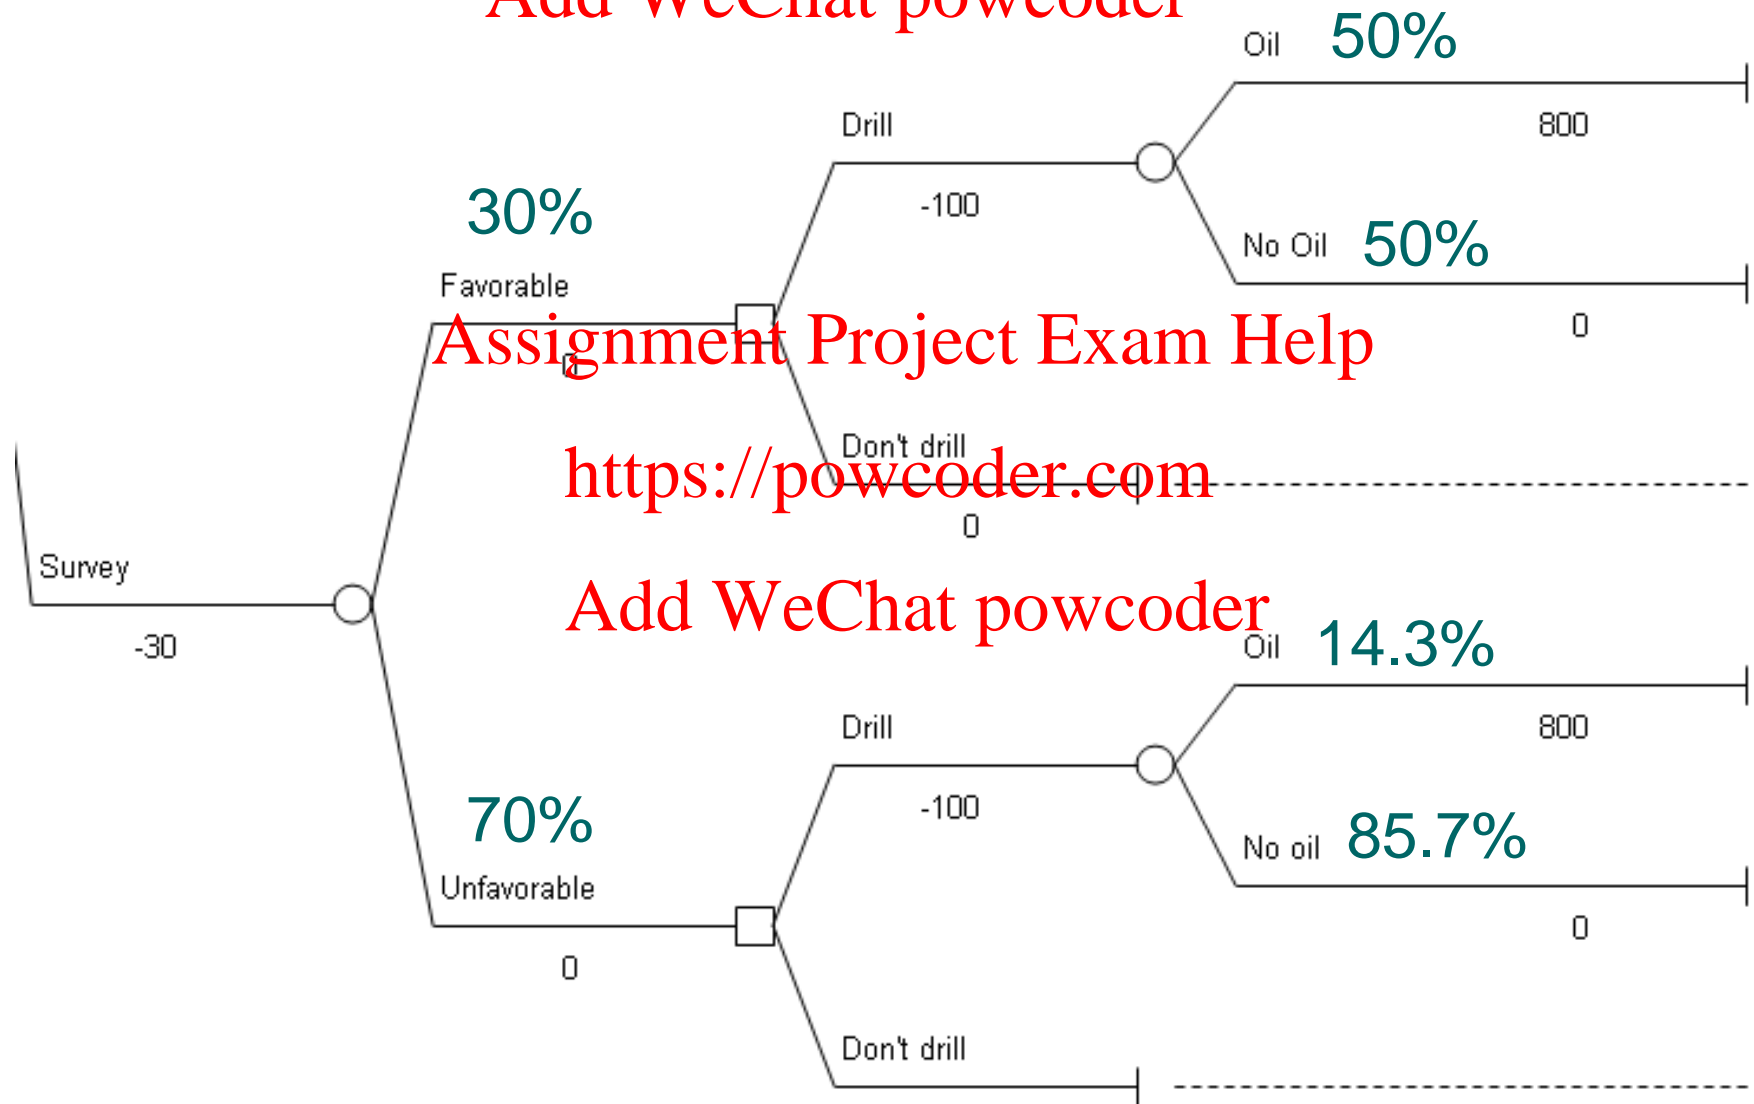 Add WeChat powcoder
Oil 50%
800
Drill
-100
30%
No Oil 50%
Favorable
0
0
Assignment Project Exam Help
Don't drill
https://powcoder.com
0
Survey
-30
Add WeChat powcoder
Oil 14.3%
800
Drill
-100
70%
No oil 85.7%
Unfavorable
0
0
Don't drill